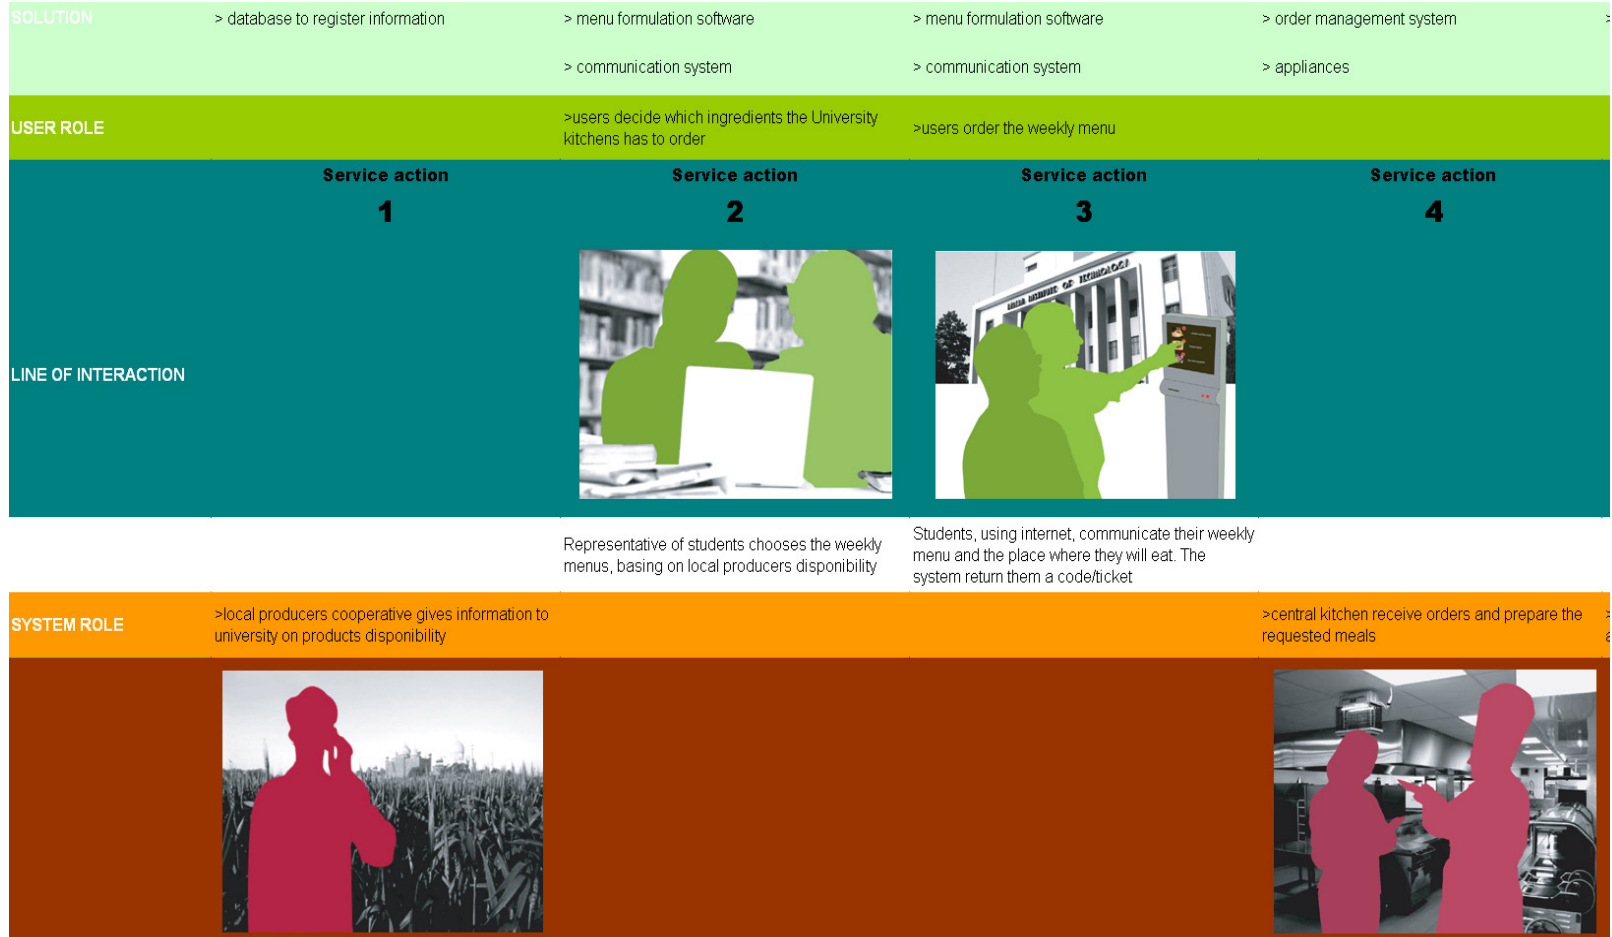 SOLUTION
> database to register information
> menu formulation software
> menu formulation software
> order management system
>
> communication system
> communication system
> appliances
USER ROLE
>users decide which ingredients the University
kitchens has to order
>users order the weekly menu
Service action
1
Service action
2
Service action
3
Service action
4
INSTITUTE OF TECHNOLOGY
LINE OF INTERACTION
Representative of students chooses the weekly
menus, basing on local producers disponibility
Students, using internet, communicate their weekly
menu and the place where they will eat. The
system return them a code/ticket
SYSTEM ROLE
>local producers cooperative gives information to
university on products disponibility
>central kitchen receive orders and prepare the
requested meals
>